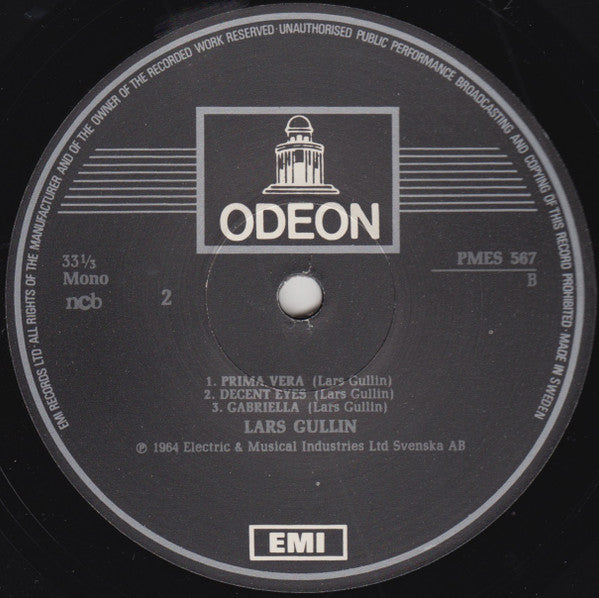 EMI RECORDS LTD · ALL RIGHTS OF THE MANUFACTURER AND OF THE OWNER OF THE RECORDED WORK RESERVED · UNAUTHORISED PUBLIC PERFORMANCE BROADCASTING AND COPYING OF THIS RECORD PROHIBITED · MADE IN SWEDEN
ODEON
33⅓
Mono
ncb
2
PMES 567
B
1. PRIMA VERA (Lars Gullin)
2. DECENT EYES (Lars Gullin)
3. GABRIELLA (Lars Gullin)
LARS GULLIN
℗ 1964 Electric & Musical Industries Ltd Svenska AB
EMI